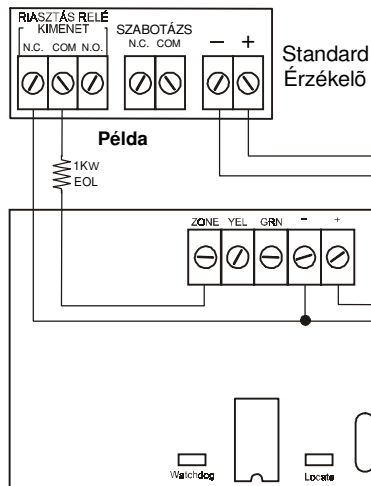 RIASZTÁS RELÉ
KIMENET
SZABOTÁZS
N.C. COM N.O.
N.C. COM
− +
Standard
Érzékelõ
Példa
1KW
EOL
ZONE YEL GRN - +
Watchdog
Locate